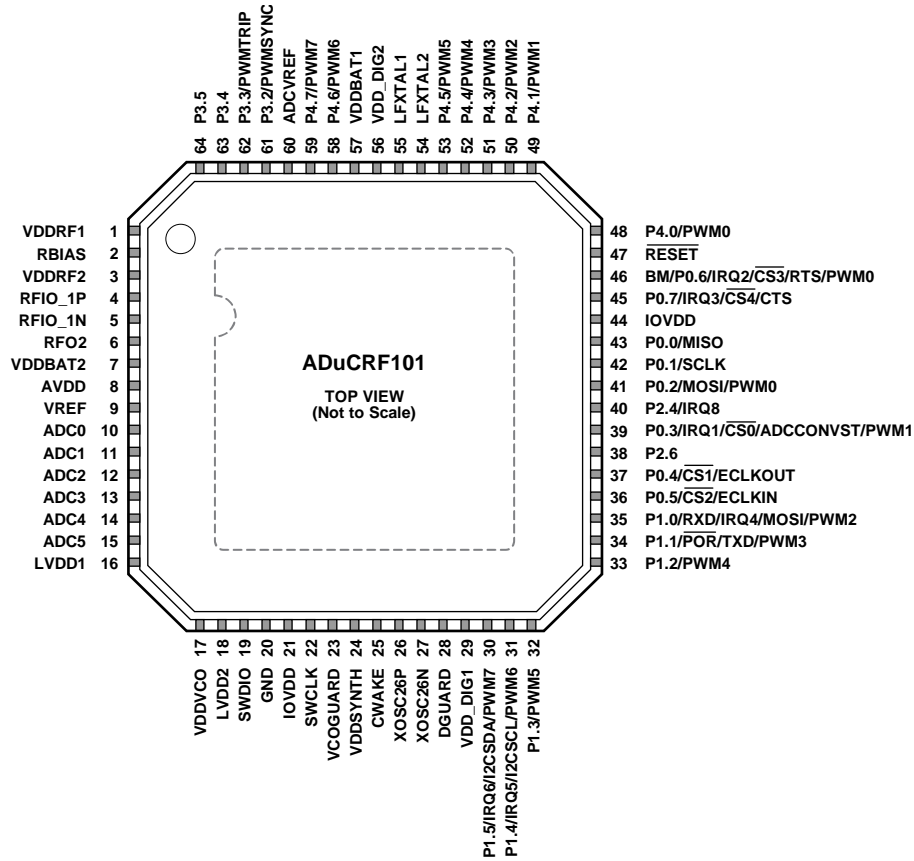 64 P3.5
63 P3.4
62 P3.3/PWMTRIP
61 P3.2/PWMSYNC
60 ADCVREF
59 P4.7/PWM7
58 P4.6/PWM6
57 VDDBAT1
56 VDD_DIG2
55 LFXTAL1
54 LFXTAL2
53 P4.5/PWM5
52 P4.4/PWM4
51 P4.3/PWM3
50 P4.2/PWM2
49 P4.1/PWM1
VDDRF1 1
RBIAS 2
VDDRF2 3
RFIO_1P 4
RFIO_1N 5
RFO2 6
VDDBAT2 7
AVDD 8
VREF 9
ADC0 10
ADC1 11
ADC2 12
ADC3 13
ADC4 14
ADC5 15
LVDD1 16
ADuCRF101
TOP VIEW
(Not to Scale)
48 P4.0/PWM0
47 RESET
46 BM/P0.6/IRQ2/CS3/RTS/PWM0
45 P0.7/IRQ3/CS4/CTS
44 IOVDD
43 P0.0/MISO
42 P0.1/SCLK
41 P0.2/MOSI/PWM0
40 P2.4/IRQ8
39 P0.3/IRQ1/CS0/ADCCONVST/PWM1
38 P2.6
37 P0.4/CS1/ECLKOUT
36 P0.5/CS2/ECLKIN
35 P1.0/RXD/IRQ4/MOSI/PWM2
34 P1.1/POR/TXD/PWM3
33 P1.2/PWM4
VDDVCO 17
LVDD2 18
SWDIO 19
GND 20
IOVDD 21
SWCLK 22
VCOGUARD 23
VDDSYNTH 24
CWAKE 25
XOSC26P 26
XOSC26N 27
DGUARD 28
VDD_DIG1 29
P1.5/IRQ6/I2CSDA/PWM7 30
P1.4/IRQ5/I2CSCL/PWM6 31
P1.3/PWM5 32